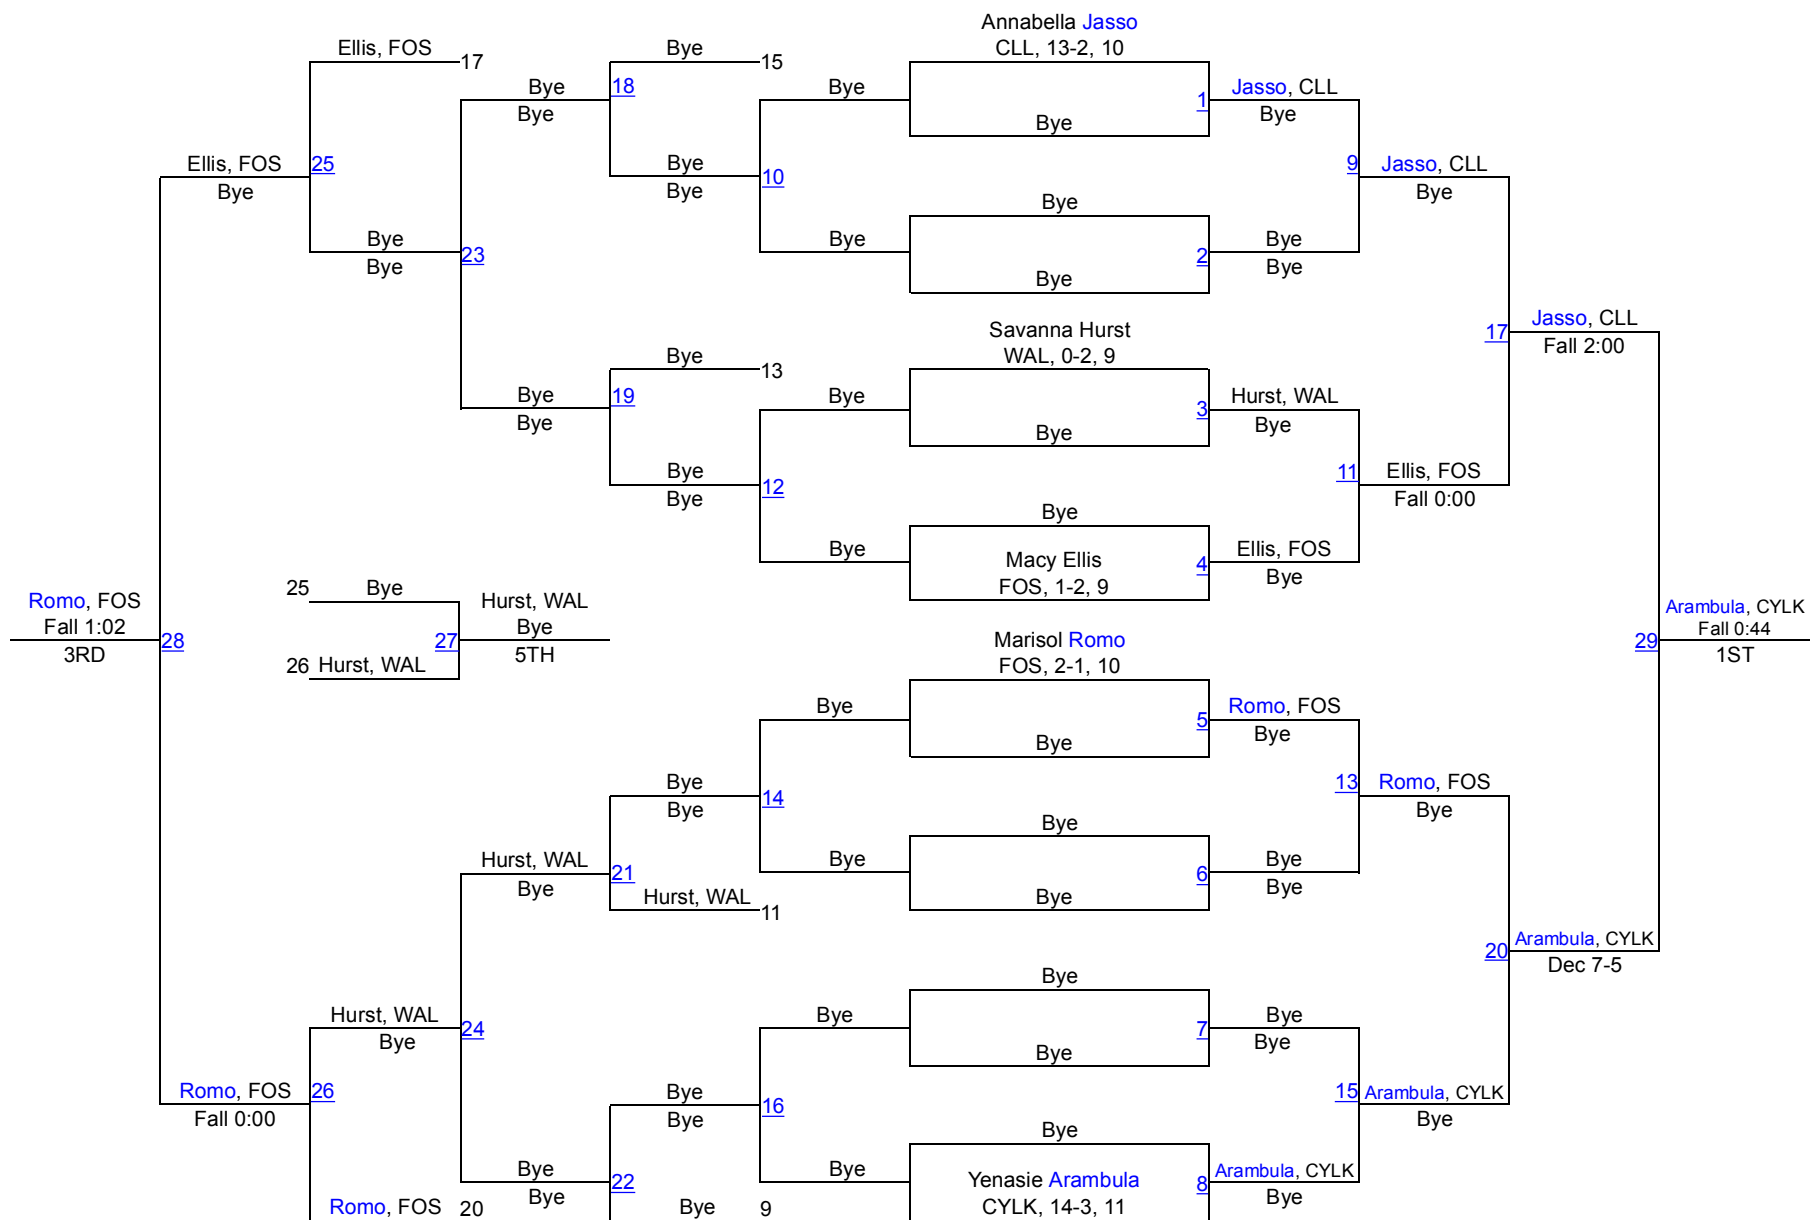 Annabella Jasso
Ellis, FOS
Bye
CLL, 13-2, 10
17
15
Bye
18
Bye
1
Jasso, CLL
Bye
Bye
Bye
Ellis, FOS
25
Bye
10
9
Jasso, CLL
Bye
Bye
Bye
Bye
Bye
Bye
Bye
Bye
23
2
Bye
Bye
Bye
Savanna Hurst
17
Jasso, CLL
Bye
WAL, 0-2, 9
Fall 2:00
13
Bye
19
Bye
3
Hurst, WAL
Bye
Bye
Bye
Bye
12
11
Ellis, FOS
Bye
Fall 0:00
Bye
Bye
Macy Ellis
4
Ellis, FOS
FOS, 1-2, 9
Bye
25
Bye
Romo, FOS
Hurst, WAL
Arambula, CYLK
Fall 1:02
28
27
Bye
Marisol Romo
29
Fall 0:44
3RD
26
Hurst, WAL
5TH
FOS, 2-1, 10
1ST
Bye
5
Romo, FOS
Bye
Bye
Bye
14
13
Romo, FOS
Bye
Bye
Bye
Hurst, WAL
21
Bye
6
Bye
Bye
Hurst, WAL
11
Bye
Bye
20
Arambula, CYLK
Dec 7-5
Bye
Hurst, WAL
24
Bye
7
Bye
Bye
Bye
Bye
Romo, FOS
26
Bye
16
15
Arambula, CYLK
Fall 0:00
Bye
Bye
Bye
Bye
22
Bye
Yenasie Arambula
8
Arambula, CYLK
Bye
Bye
Romo, FOS
20
Bye
9
CYLK, 14-3, 11